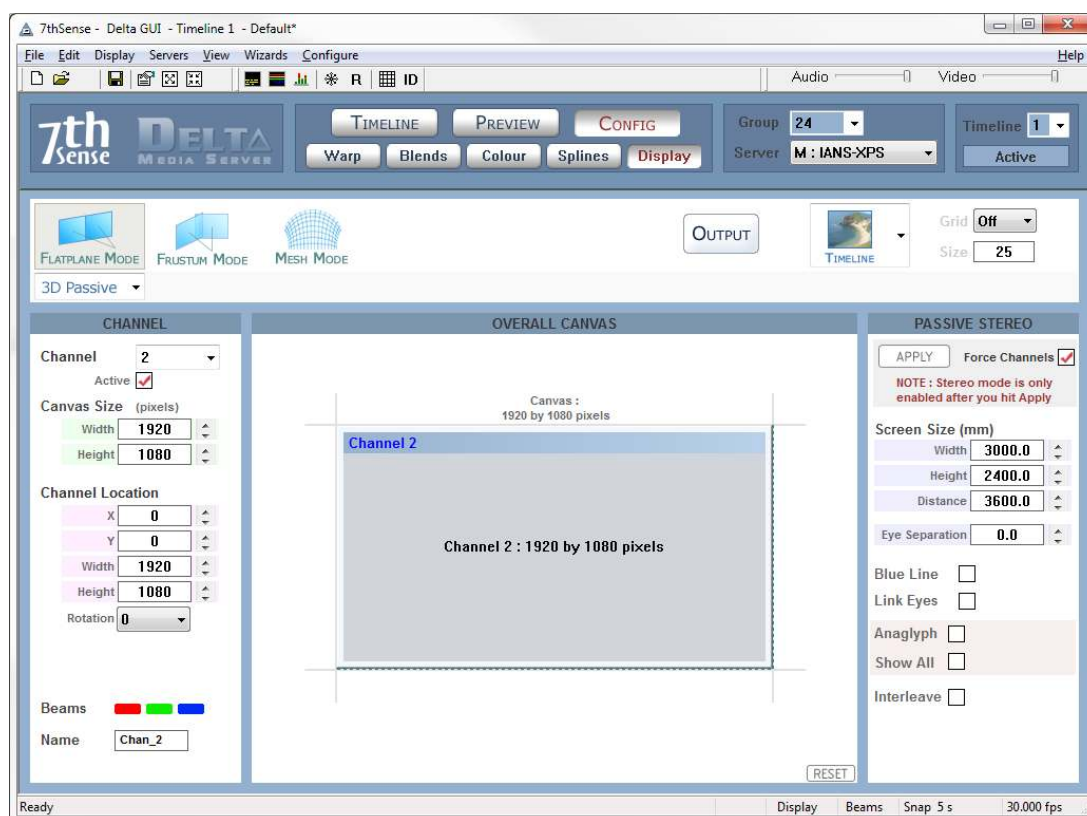 7thSense - Delta GUI - Timeline 1 - Default*
File Edit Display Servers View Wizards Configure Help
R ID Audio Video
7th Sense DELTA MEDIA SERVER
TIMELINE PREVIEW CONFIG
Warp Blends Colour Splines Display
Group 24
Server M : IANS-XPS
Timeline 1
Active
FLATPLANE MODE FRUSTUM MODE MESH MODE
OUTPUT
TIMELINE
Grid Off
Size 25
3D Passive
CHANNEL
Channel 2
Active
Canvas Size (pixels)
Width 1920
Height 1080
Channel Location
X 0
Y 0
Width 1920
Height 1080
Rotation 0
Beams
Name Chan_2
OVERALL CANVAS
Canvas :
1920 by 1080 pixels
Channel 2
Channel 2 : 1920 by 1080 pixels
RESET
PASSIVE STEREO
APPLY Force Channels
NOTE : Stereo mode is only
enabled after you hit Apply
Screen Size (mm)
Width 3000.0
Height 2400.0
Distance 3600.0
Eye Separation 0.0
Blue Line
Link Eyes
Anaglyph
Show All
Interleave
Ready Display Beams Snap 5 s 30.000 fps